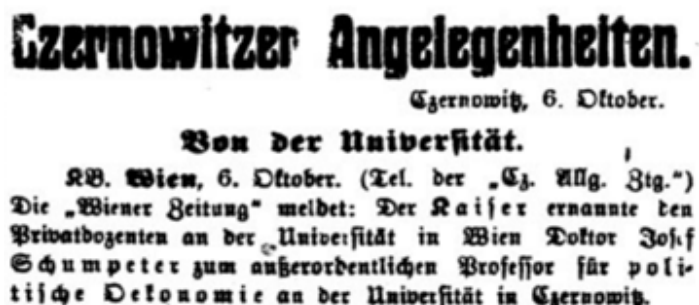 Czernowitzer Angelegenheiten.
Czernowitz, 6. Oktober.
Von der Universität.
KB. Wien, 6. Oktober. (Tel. der „Cz. Allg. Ztg.“)
Die „Wiener Zeitung“ meldet: Der Kaiser ernannte den
Privatdozenten an der Universität in Wien Doktor Josef
Schumpeter zum außerordentlichen Professor für poli-
tische Oekonomie an der Universität in Czernowitz.